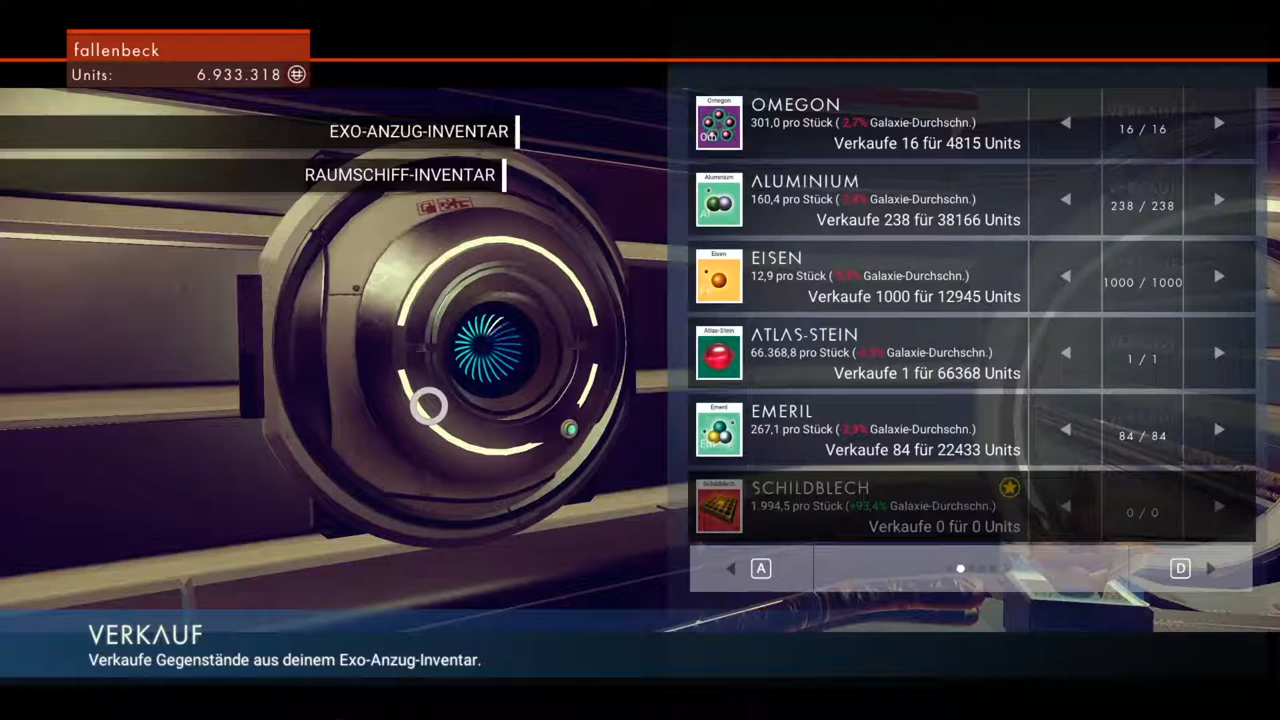 fallenbeck
Units: 6.933.318
EXO-ANZUG-INVENTAR
RAUMSCHIFF-INVENTAR
Omegon
OMEGON
301,0 pro Stück (-2,7% Galaxie-Durchschn.)
Verkaufe 16 für 4815 Units
16 / 16
Aluminium
ALUMINIUM
160,4 pro Stück ( Galaxie-Durchschn.)
Verkaufe 238 für 38166 Units
238 / 238
Eisen
EISEN
12,9 pro Stück ( Galaxie-Durchschn.)
Verkaufe 1000 für 12945 Units
1000 / 1000
Atlas-Stein
ATLAS-STEIN
66.368,8 pro Stück ( Galaxie-Durchschn.)
Verkaufe 1 für 66368 Units
1 / 1
Emeril
EMERIL
267,1 pro Stück ( Galaxie-Durchschn.)
Verkaufe 84 für 22433 Units
84 / 84
Schildblech
SCHILDBLECH
1.994,5 pro Stück (+93,4% Galaxie-Durchschn.)
Verkaufe 0 für 0 Units
0 / 0
A
D
VERKAUF
Verkaufe Gegenstände aus deinem Exo-Anzug-Inventar.